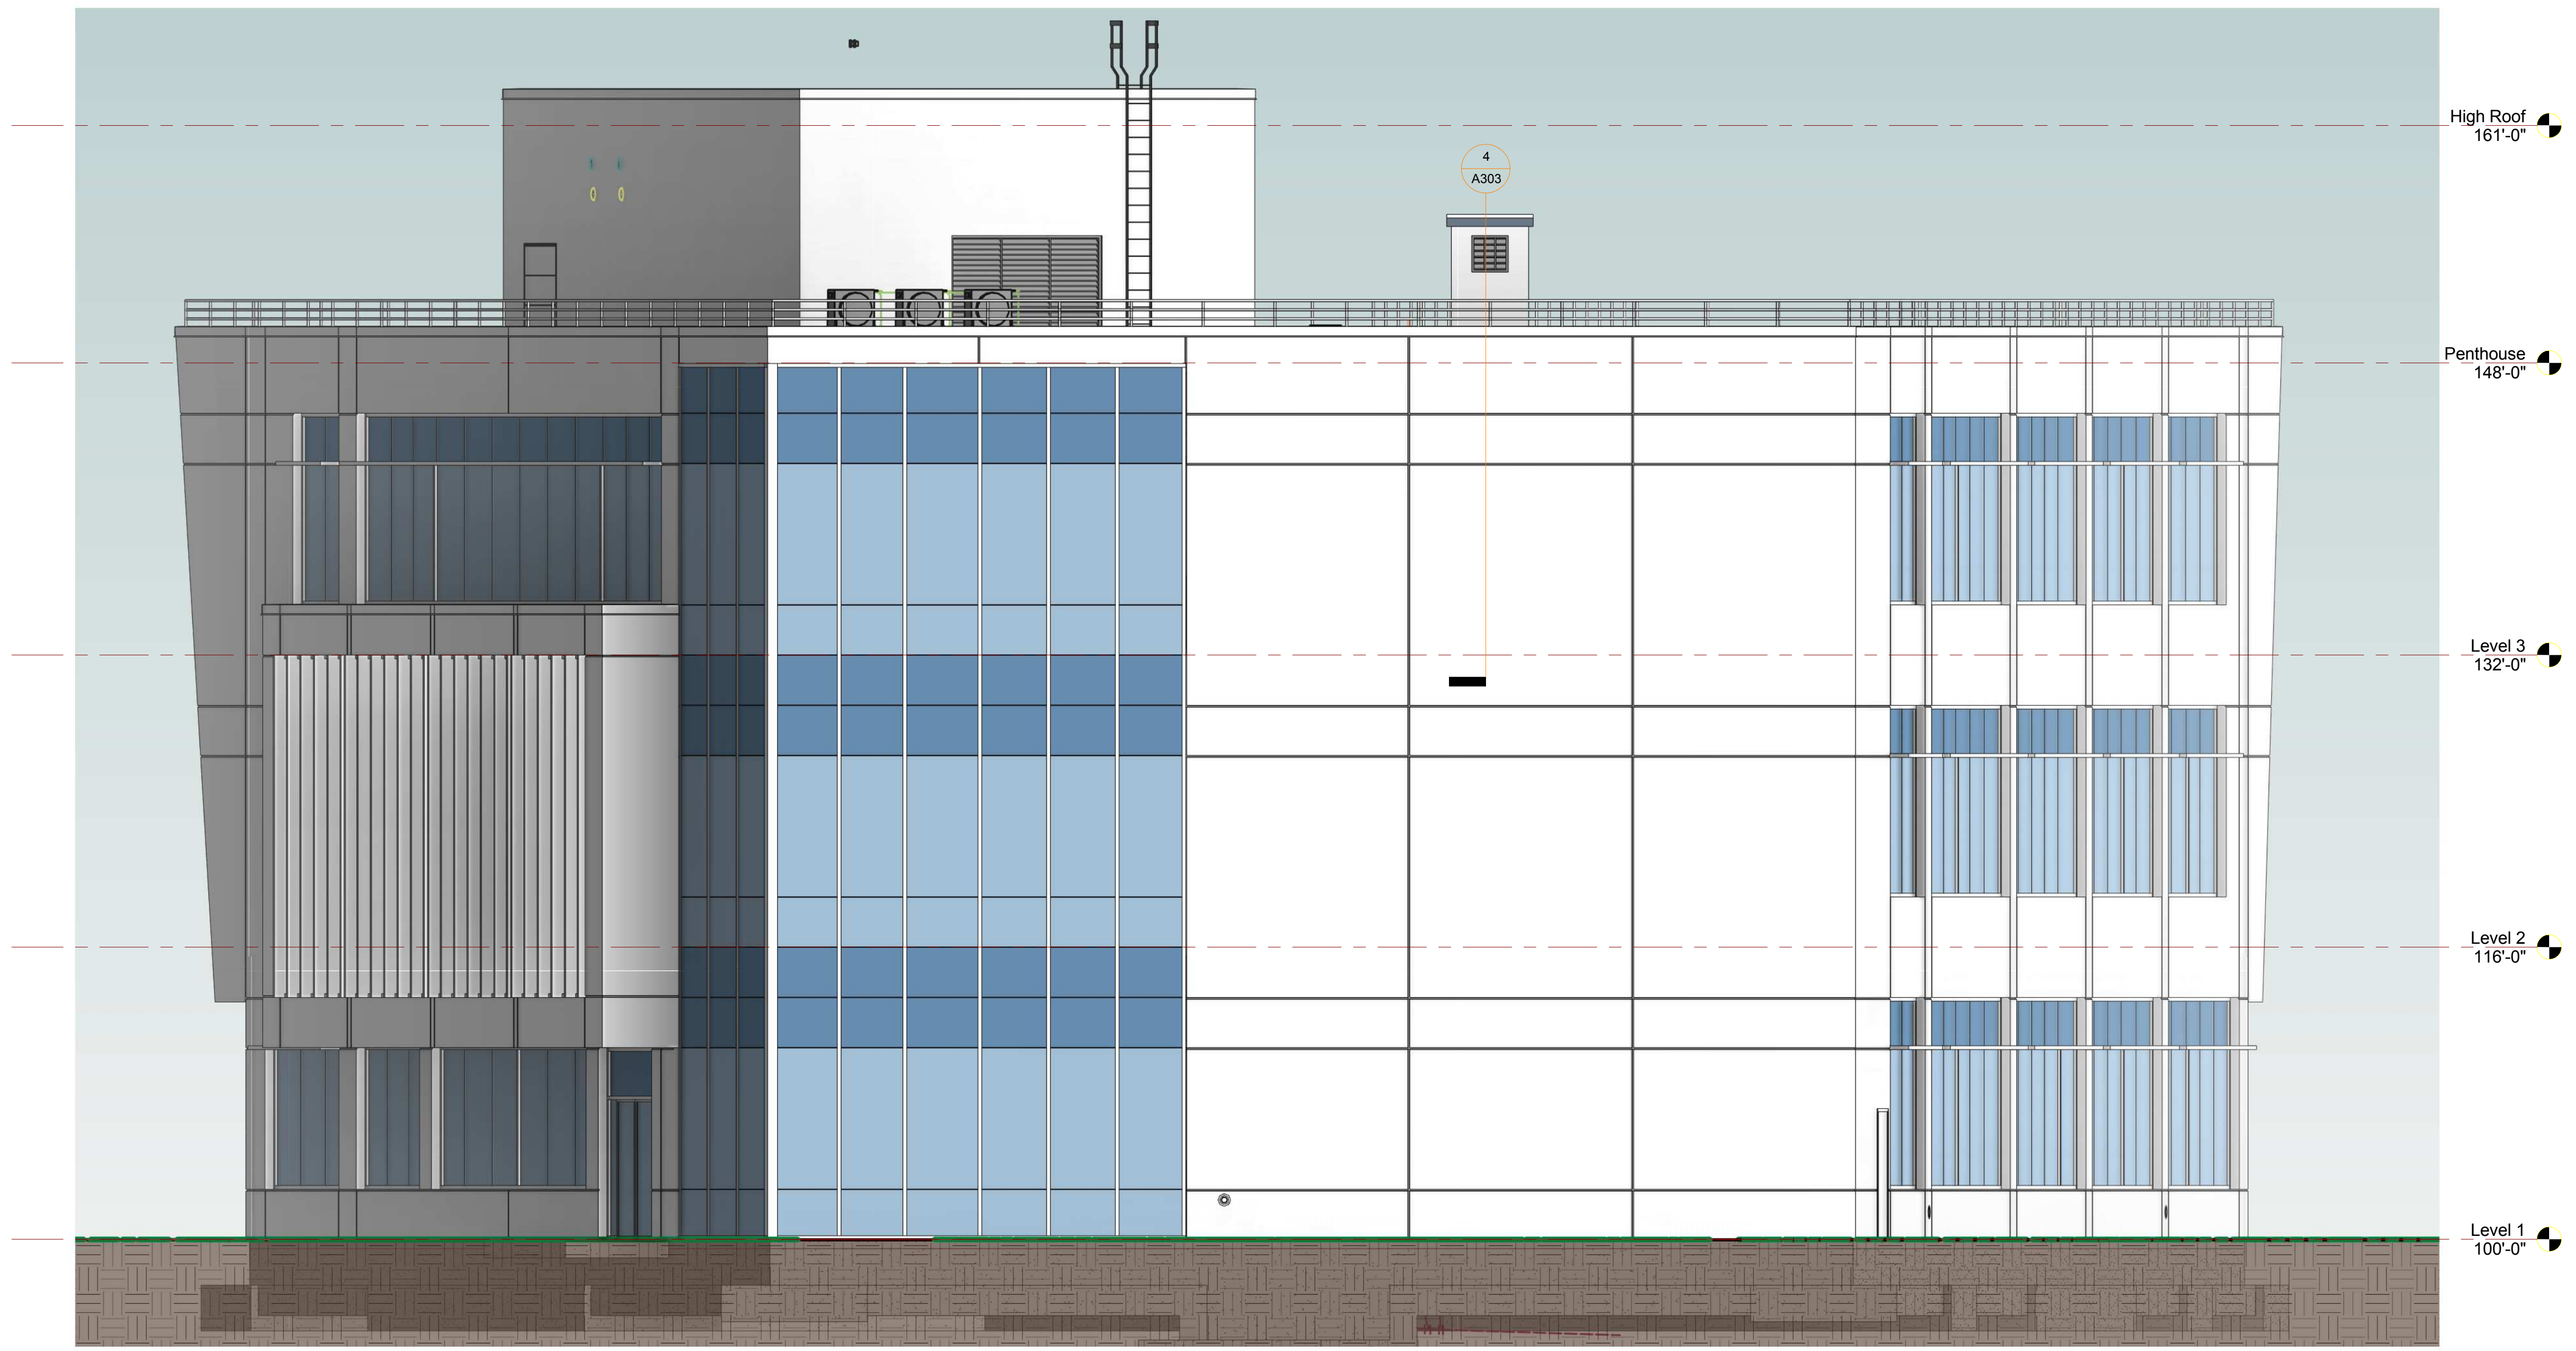 High Roof
161'-0"
4
A303
Penthouse
148'-0"
Level 3
132'-0"
Level 2
116'-0"
Level 1
100'-0"